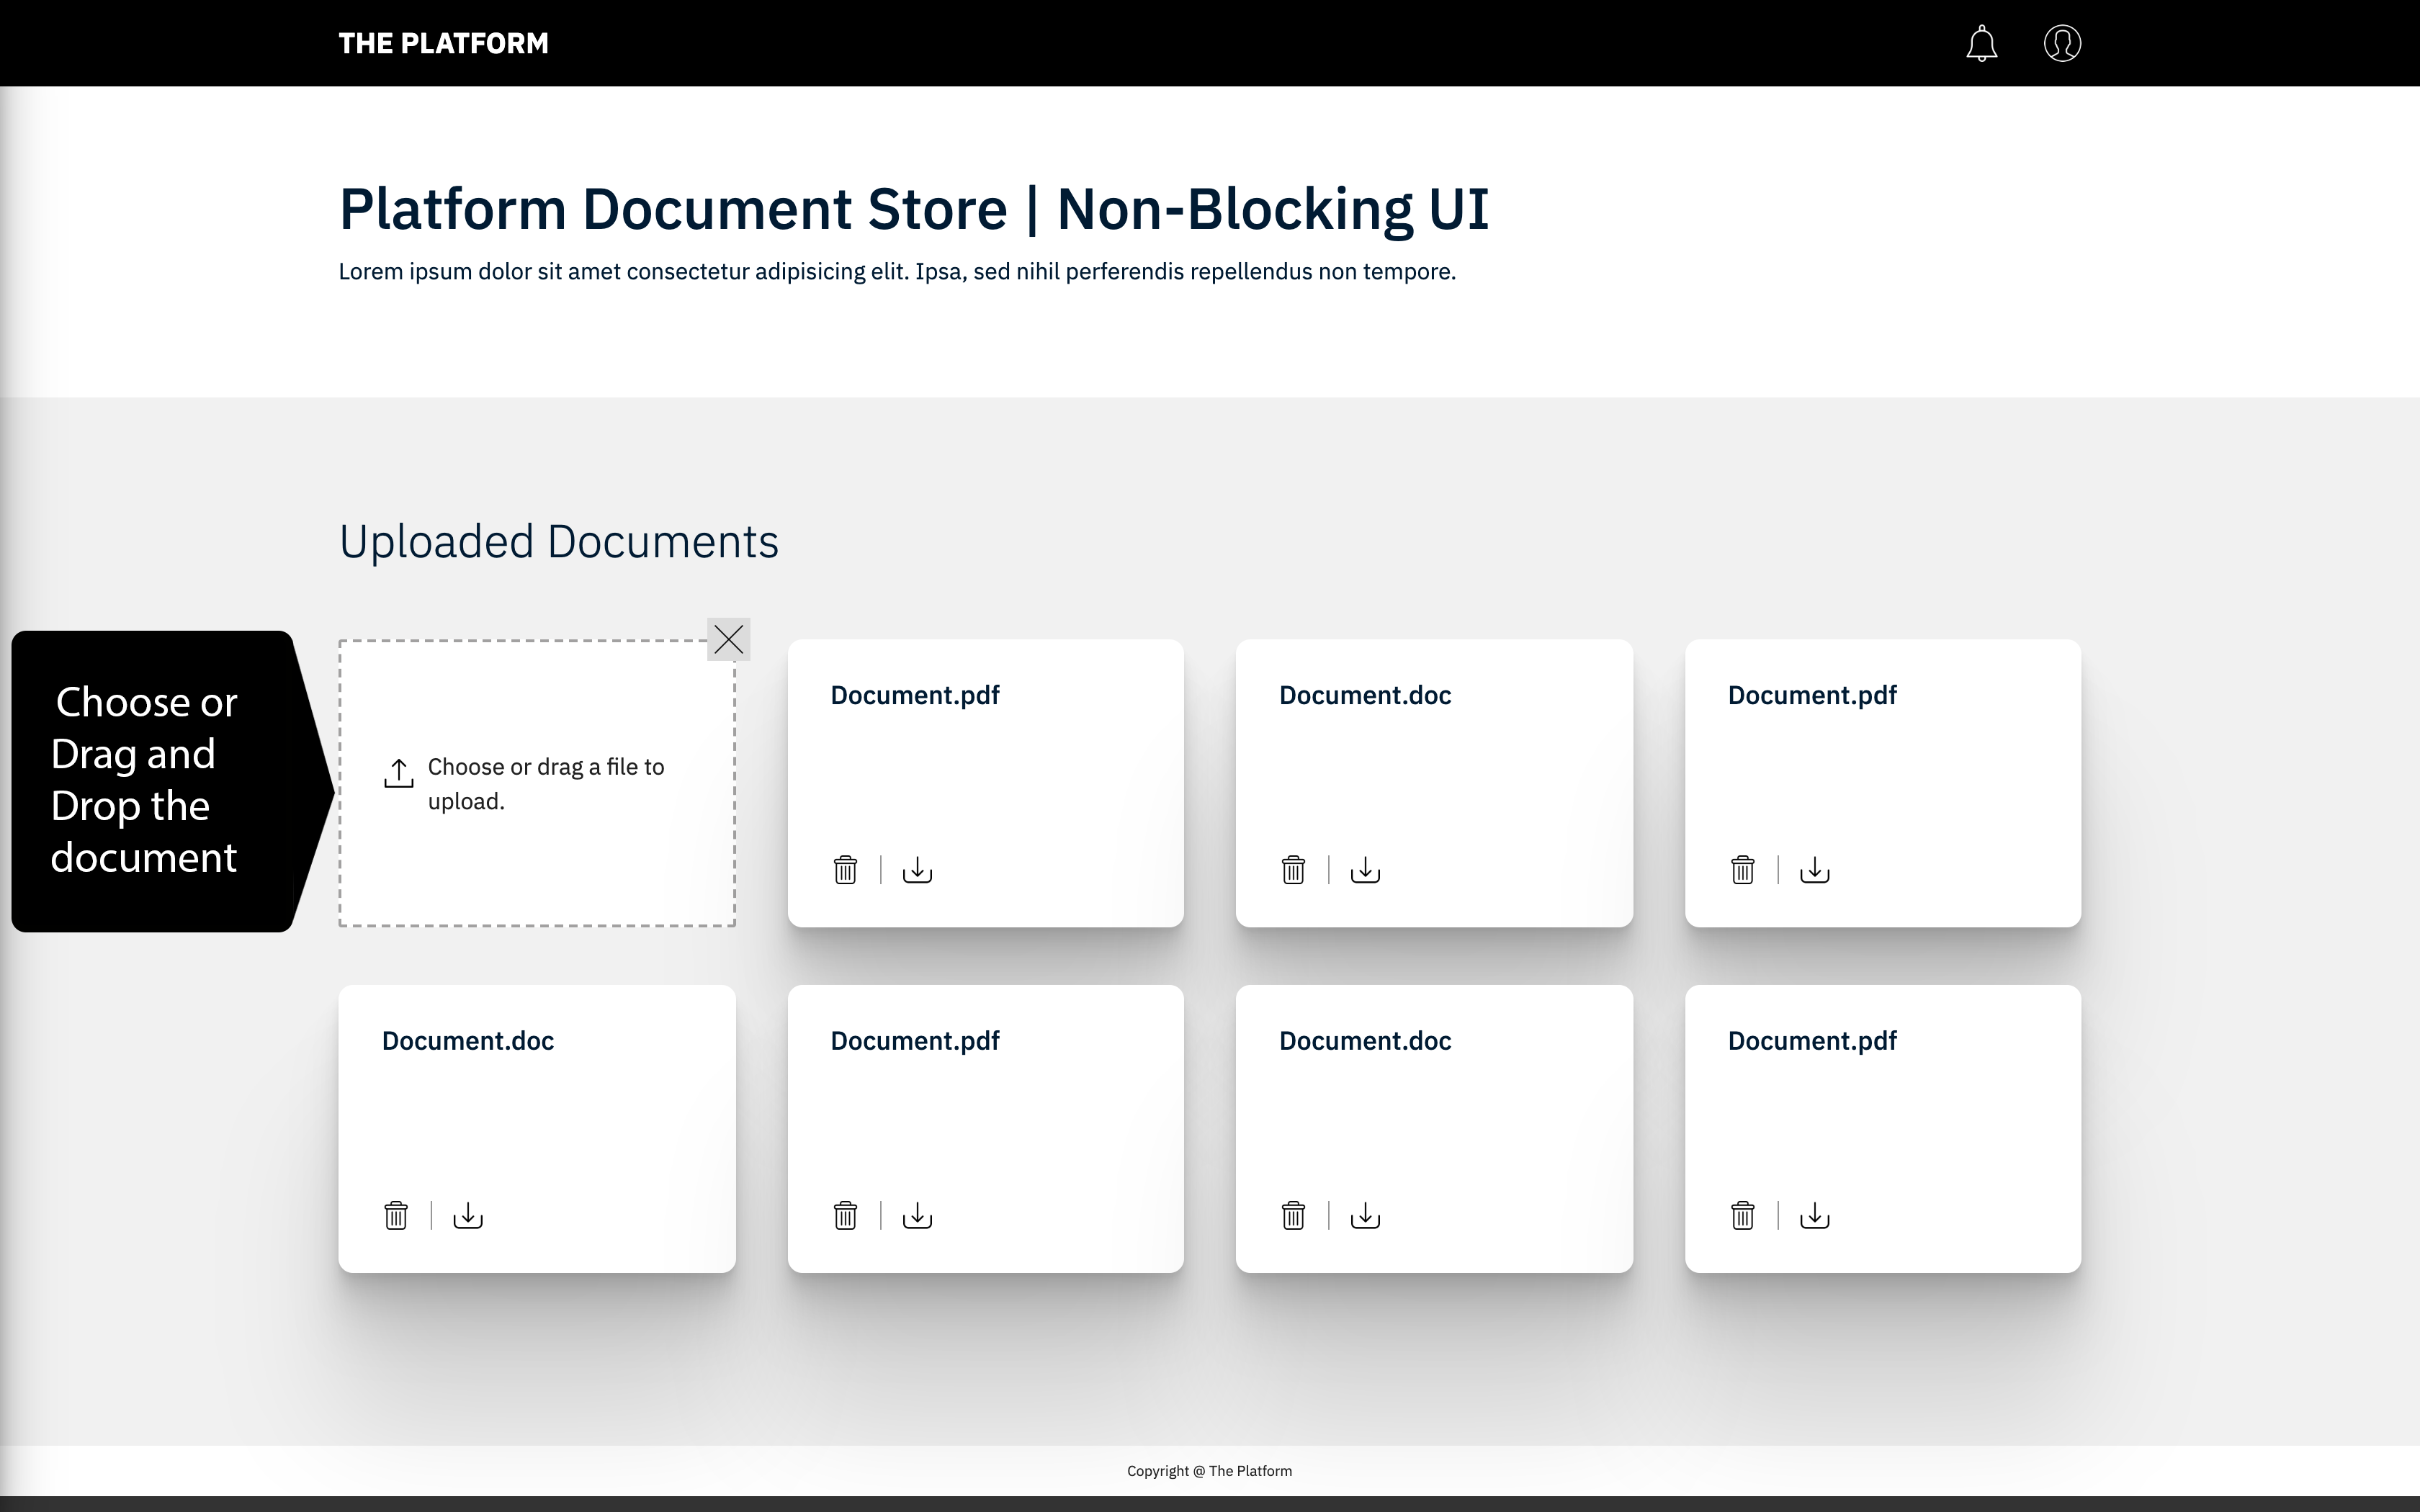 THE PLATFORM
Platform Document Store | Non-Blocking UI
Lorem ipsum dolor sit amet consectetur adipisicing elit. Ipsa, sed nihil perferendis repellendus non tempore.
Uploaded Documents
Choose or
Drag and
Drop the
document
Choose or drag a file to
upload.
Document.pdf
Document.doc
Document.pdf
Document.doc
Document.pdf
Document.doc
Document.pdf
Copyright @ The Platform